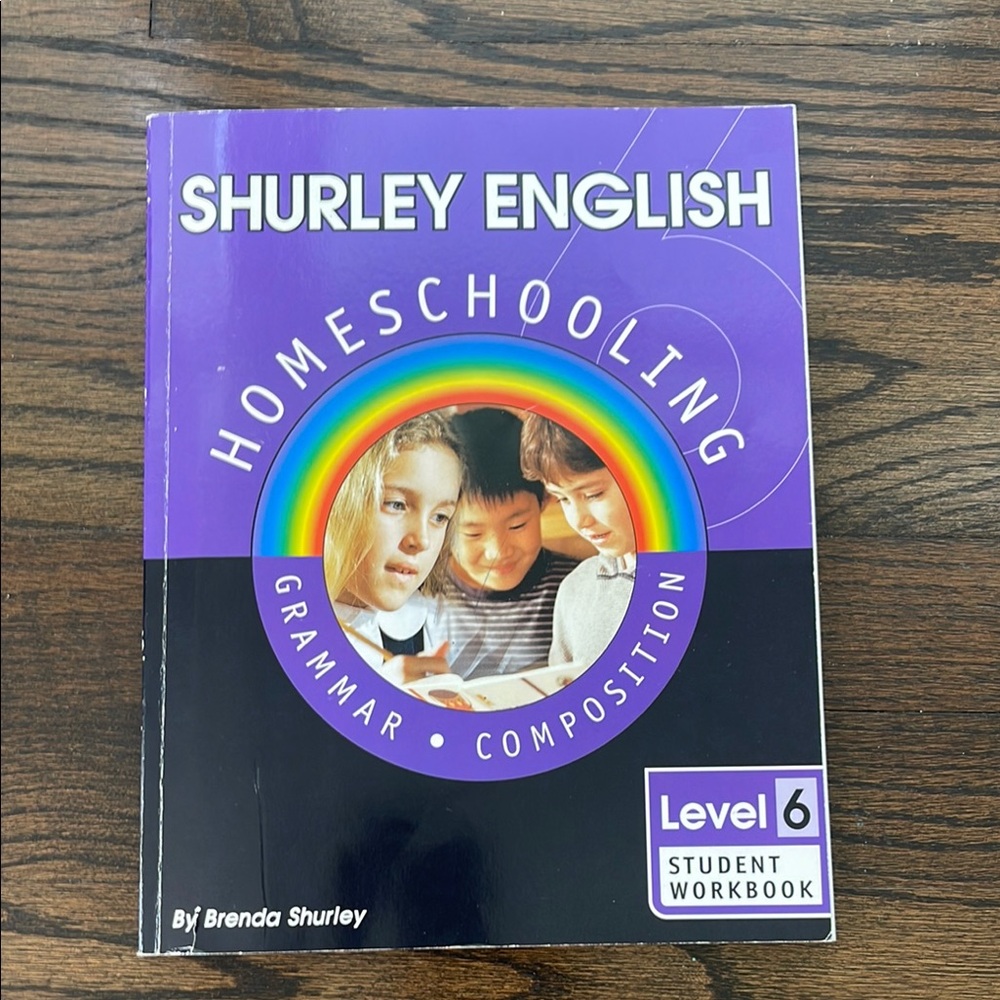 SHURLEY ENGLISH
HOMESCHOOLING
GRAMMAR • COMPOSITION
Level 6
STUDENT
WORKBOOK
By Brenda Shurley